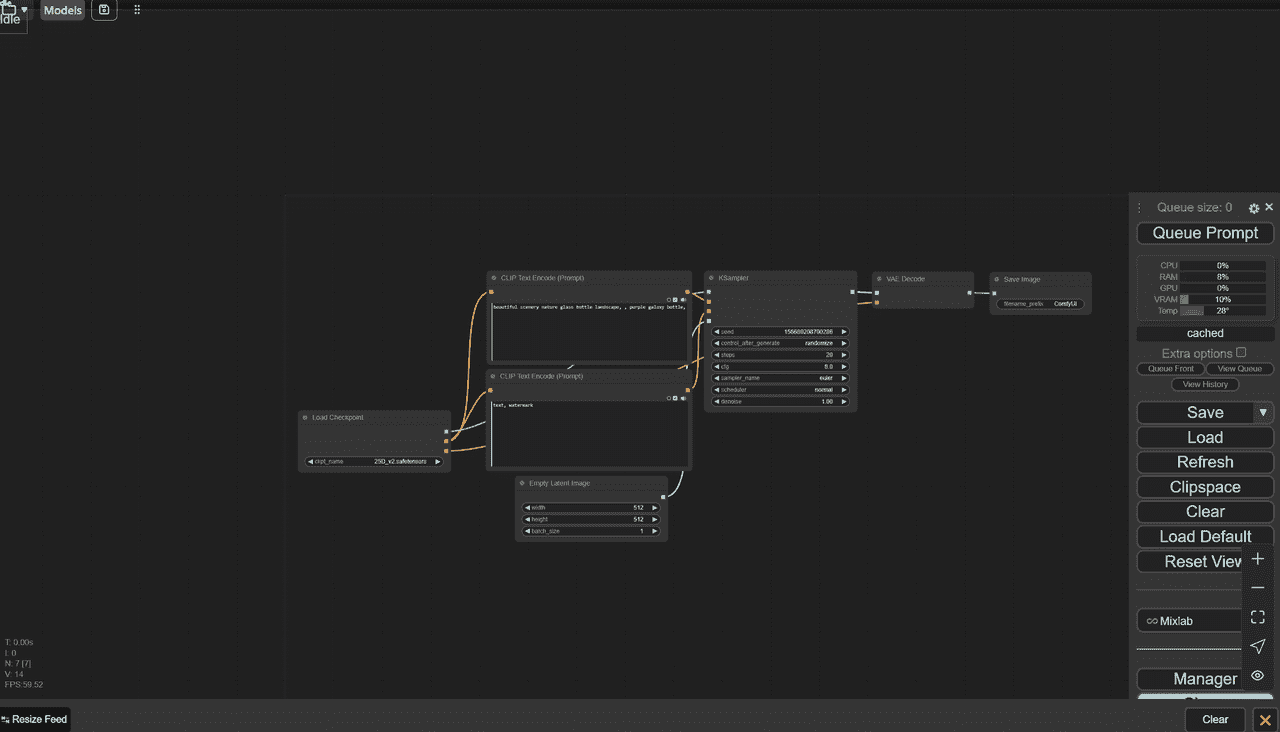 Idle
Models
Queue size: 0
Queue Prompt
CPU 0%
RAM 8%
GPU 0%
VRAM 10%
Temp 28°
cached
Extra options
Queue Front View Queue
View History
Save
Load
Refresh
Clipspace
Clear
Load Default
Reset View
Mixlab
Manager
CLIP Text Encode (Prompt)
beautiful scenery nature glass bottle landscape, , purple galaxy bottle,
CLIP Text Encode (Prompt)
text, watermark
Load Checkpoint
ckpt_name 25D_v2.safetensors
Empty Latent Image
width 512
height 512
batch_size 1
KSampler
seed 156680208700286
control_after_generate randomize
steps 20
cfg 8.0
sampler_name euler
scheduler normal
denoise 1.00
VAE Decode
Save Image
filename_prefix ComfyUI
T: 0.00s
I: 0
N: 7 [7]
V: 14
FPS:59.52
Resize Feed
Clear